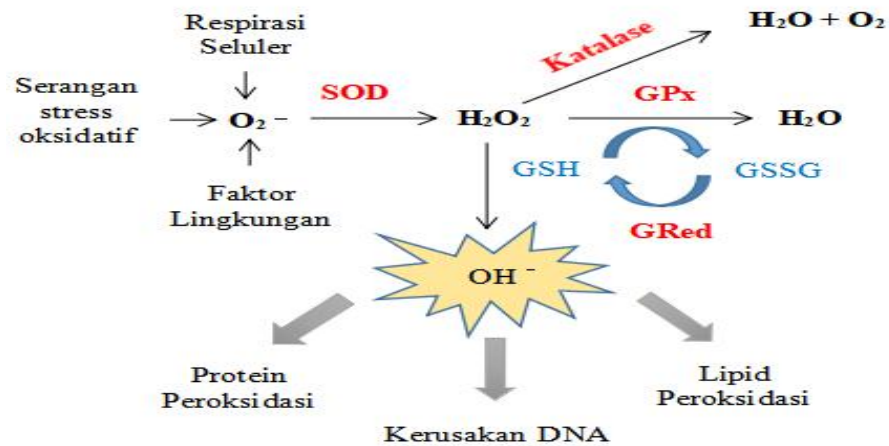 Respirasi
Seluler
H₂O + O₂
Katalase
Serangan
stress
oksidatif
O₂⁻
SOD
H₂O₂
GPx
H₂O
GSH
GSSG
Faktor
Lingkungan
GRed
OH⁻
Protein
Peroksidasi
Lipid
Peroksidasi
Kerusakan DNA